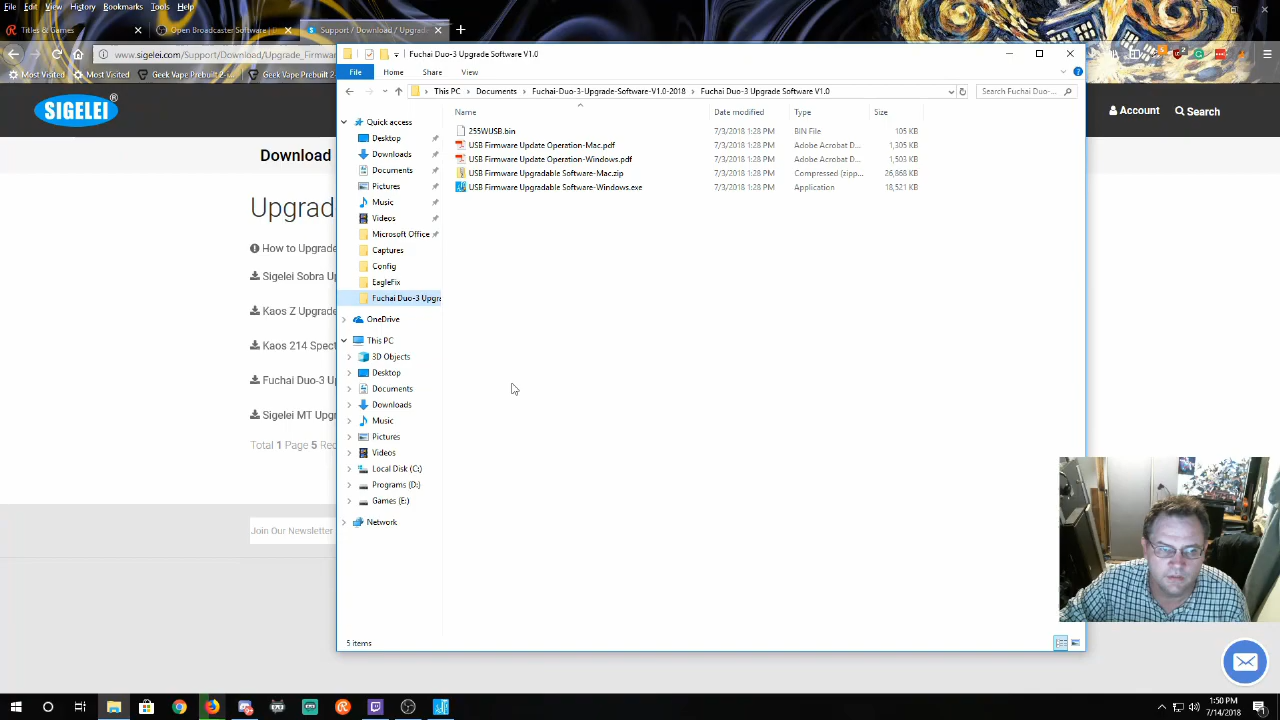 File Edit View History Bookmarks Tools Help
Titles & Games
Open Broadcaster Software |
Support / Download / Upgrade
www.sigelei.com/Support/Download/Upgrade_Firmwar
Most Visited Most Visited Geek Vape Prebuilt 2- Geek Vape Prebuilt 2-
SIGELEI®
Account Search
Download
Upgrad
How to Upgrade
Sigelei Sobra Up
Kaos Z Upgrade
Kaos 214 Spect
Fuchai Duo-3 Up
Sigelei MT Upgr
Total 1 Page 5 Rec
Join Our Newsletter
Fuchai Duo-3 Upgrade Software V1.0
File Home Share View
This PC Documents Fuchai-Duo-3-Upgrade-Software-V1.0-2018 Fuchai Duo-3 Upgrade Software V1.0
Search Fuchai Duo-...
Name Date modified Type Size
255WUSB.bin 7/3/2018 1:28 PM BIN File 105 KB
USB Firmware Update Operation-Mac.pdf 7/3/2018 1:28 PM Adobe Acrobat D... 1,305 KB
USB Firmware Update Operation-Windows.pdf 7/3/2018 1:28 PM Adobe Acrobat D... 1,503 KB
USB Firmware Upgradable Software-Mac.zip 7/3/2018 1:28 PM Compressed (zipp... 26,868 KB
USB Firmware Upgradable Software-Windows.exe 7/3/2018 1:28 PM Application 18,521 KB
Quick access
Desktop
Downloads
Documents
Pictures
Music
Videos
Microsoft Office
Captures
Config
EagleFix
Fuchai Duo-3 Upgra
OneDrive
This PC
3D Objects
Desktop
Documents
Downloads
Music
Pictures
Videos
Local Disk (C:)
Programs (D:)
Games (E:)
Network
5 items
1:50 PM
7/14/2018